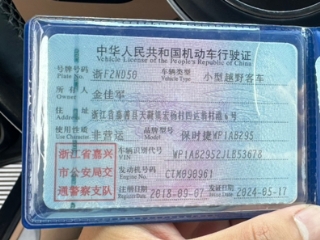 中华人民共和国机动车行驶证
Vehicle License of the People's Republic of China
号牌号码 浙F2ND50 车辆类型 小型越野客车
Plate No. Vehicle Type
所有人 金佳军
Owner
住址
Address
使用性质 非营运 品牌型号 保时捷WP1AB295
Use Character Model
浙江省嘉兴
市公安局交
通警察支队
车辆识别代号
VIN
发动机号码
Engine No.
注册日期 2018-09-07 发证日期 2024-05-17
Register Date Issue Date